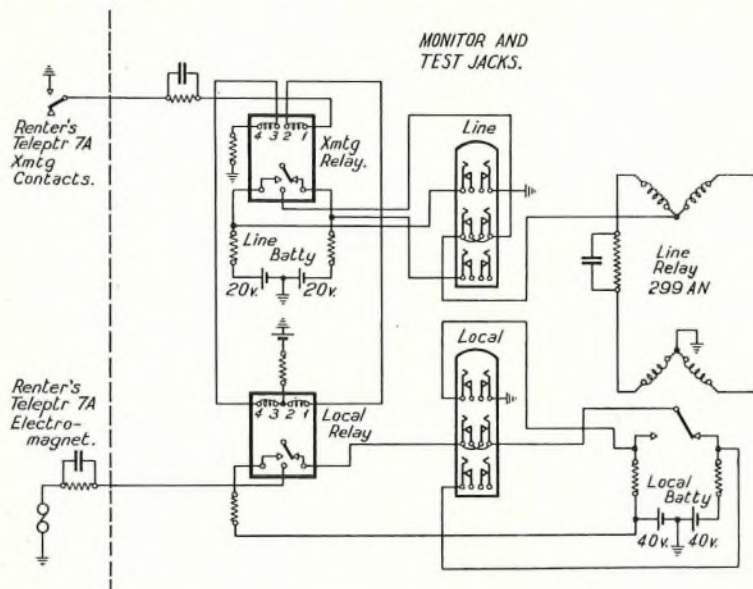 MONITOR AND
TEST JACKS.
Renter's
Teleptr 7A
Xmtg
Contacts.
4 3 2 1
Xmtg
Relay.
Line
Line
Batty
20v. 20v.
Line
Relay
299 AN
Local
Renter's
Teleptr 7A
Electro-
magnet.
4 3 2 1
Local
Relay
Local
Batty
40v. 40v.